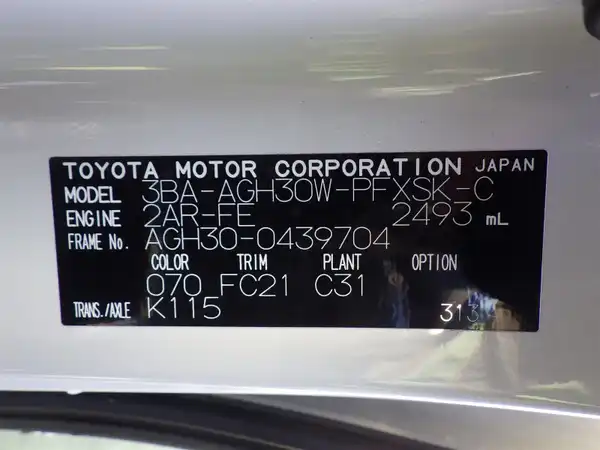 TOYOTA MOTOR CORPORATION JAPAN
MODEL 3BA-AGH30W-PFXSK-C
ENGINE 2AR-FE 2493 mL
FRAME No. AGH30-0439704
COLOR TRIM PLANT OPTION
070 FC21 C31
TRANS./AXLE K115 313